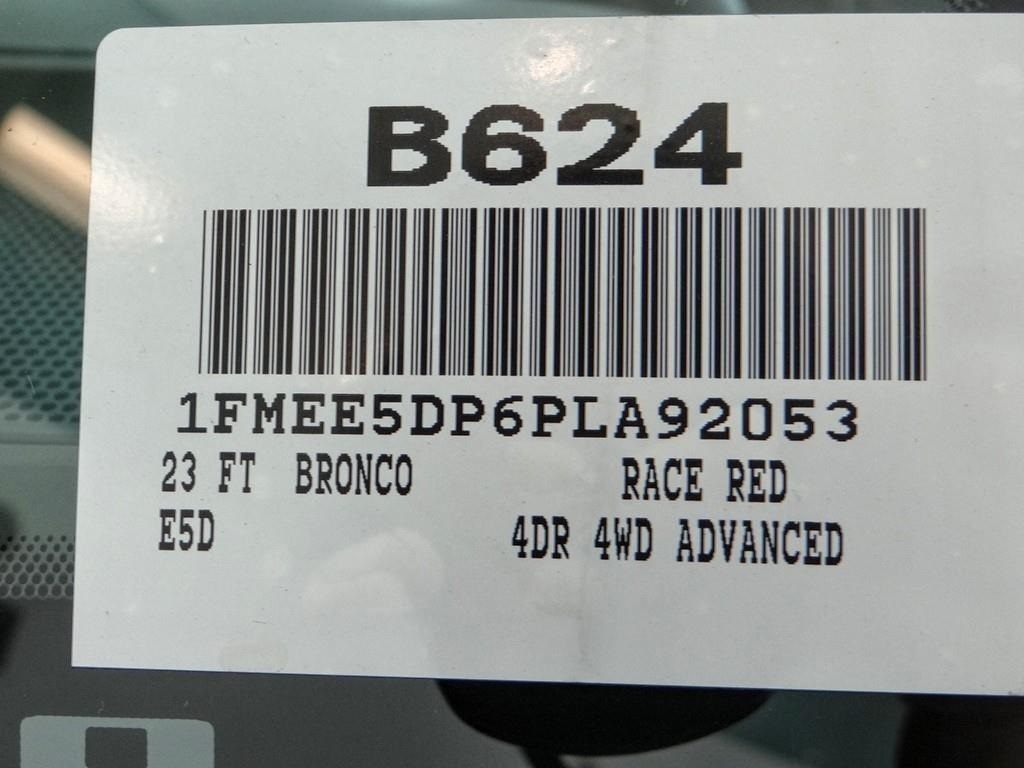 B624
1FMEE5DP6PLA92053
23 FT BRONCO RACE RED
E5D 4DR 4WD ADVANCED